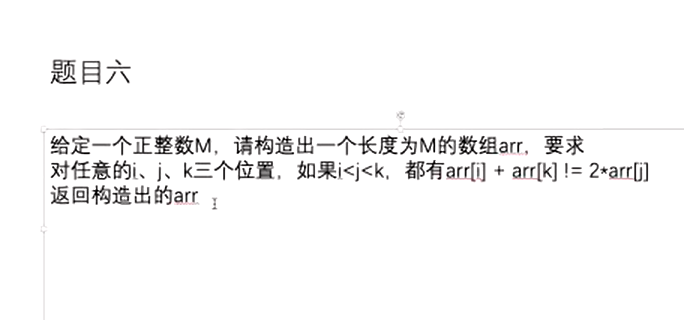 题目六
给定一个正整数M，请构造出一个长度为M的数组arr，要求
对任意的i、j、k三个位置，如果i<j<k，都有arr[i] + arr[k] != 2*arr[j]
返回构造出的arr